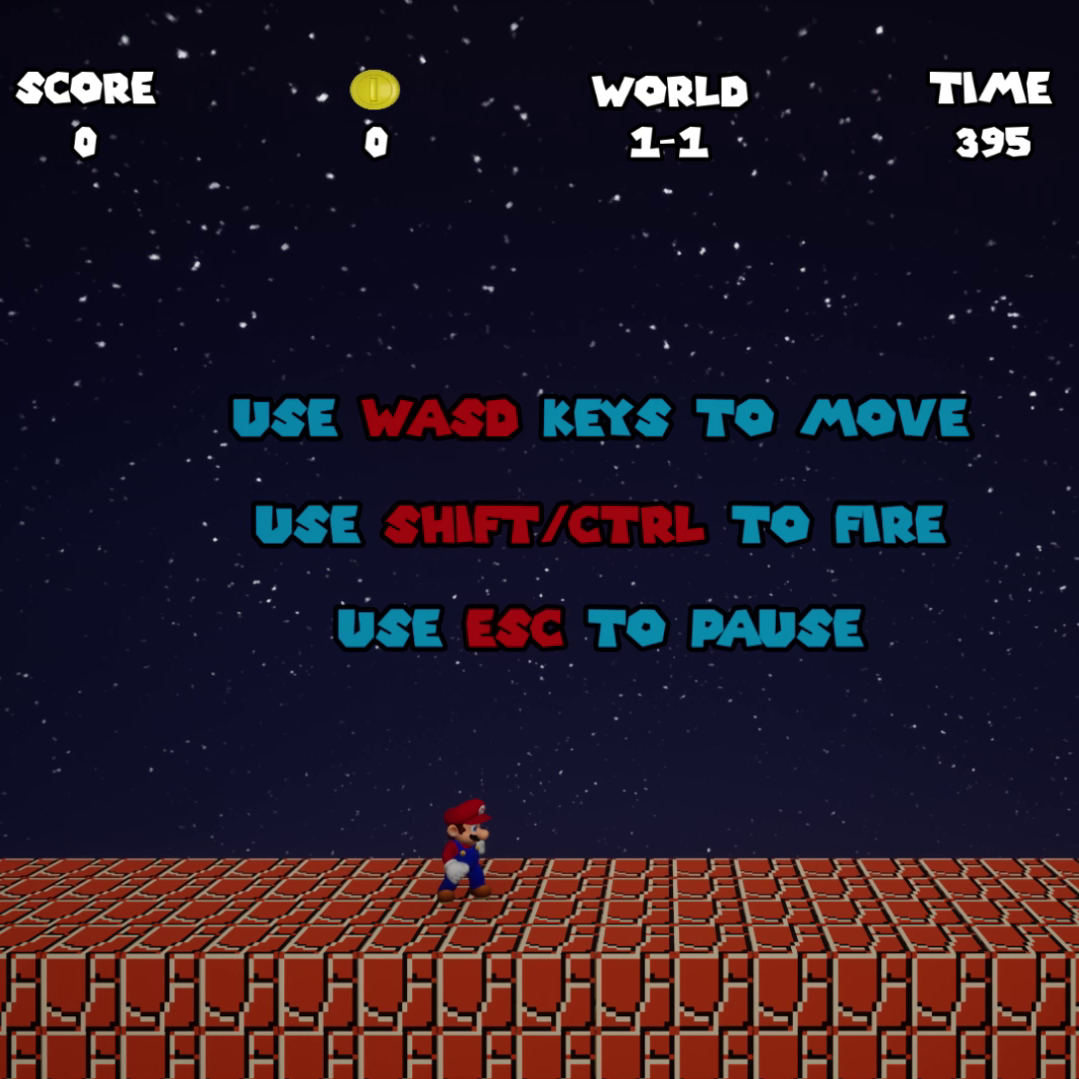 SCORE WORLD TIME
0 0 1-1 395
USE WASD KEYS TO MOVE
USE SHIFT/CTRL TO FIRE
USE ESC TO PAUSE